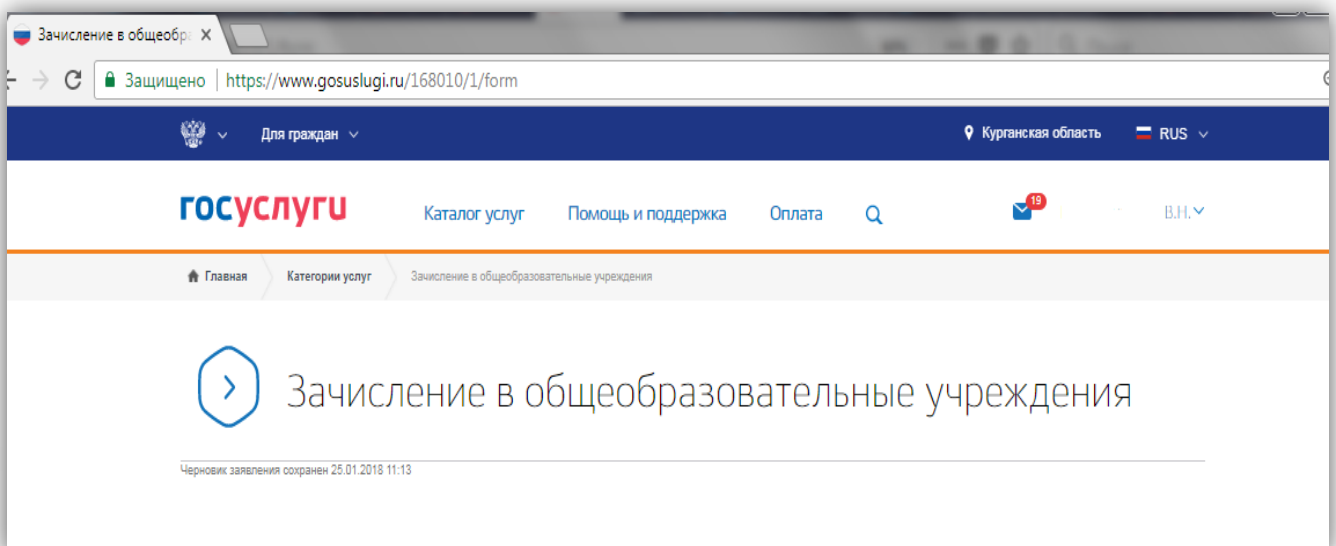 Зачисление в общеобра
Защищено https://www.gosuslugi.ru/168010/1/form
Для граждан Курганская область RUS
госуслуги Каталог услуг Помощь и поддержка Оплата 19 В.Н.
Главная Категории услуг Зачисление в общеобразовательные учреждения
Зачисление в общеобразовательные учреждения
Черновик заявления сохранен 25.01.2018 11:13